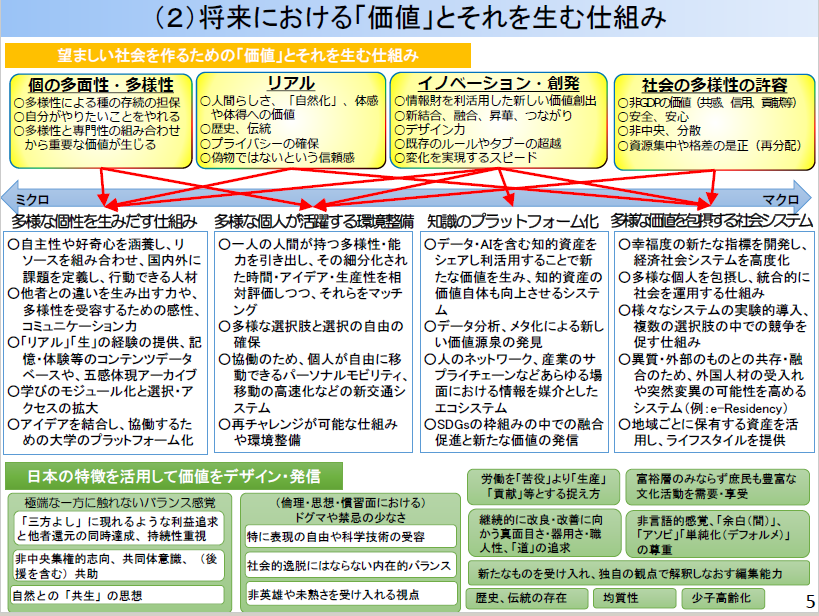 （２）将来における「価値」とそれを生む仕組み
望ましい社会を作るための「価値」とそれを生む仕組み
個の多面性・多様性
○多様性による種の存続の担保
○自分がやりたいことをやれる
○多様性と専門性の組み合わせ
から重要な価値が生じる
リアル
○人間らしさ、「自然化」、体感
や体得への価値
○歴史、伝統
○プライバシーの確保
○偽物ではないという信頼感
イノベーション・創発
○情報財を利活用した新しい価値創出
○新結合、融合、昇華、つながり
○デザイン力
○既存のルールやタブーの超越
○変化を実現するスピード
社会の多様性の許容
○非GDPの価値（共感、信用、貢献等）
○安全、安心
○非中央、分散
○資源集中や格差の是正（再分配）
ミクロ
マクロ
多様な個性を生みだす仕組み
○自主性や好奇心を涵養し、リ
ソースを組み合わせ、国内外に
課題を定義し、行動できる人材
○他者との違いを生み出す力や、
多様性を受容するための感性、
コミュニケーション力
○「リアル」「生」の経験の提供、記
憶・体験等のコンテンツデータ
ベースや、五感体現アーカイブ
○学びのモジュール化と選択・ア
クセスの拡大
○アイデアを結合し、協働するた
めの大学のプラットフォーム化
多様な個人が活躍する環境整備
○一人の人間が持つ多様性・能
力を引き出し、その細分化され
た時間・アイデア・生産性を相
対評価しつつ、それらをマッチ
ング
○多様な選択肢と選択の自由の
確保
○協働のため、個人が自由に移
動できるパーソナルモビリティ、
移動の高速化などの新交通シ
ステム
○再チャレンジが可能な仕組み
や環境整備
知識のプラットフォーム化
○データ・AIを含む知的資産を
シェアし利活用することで新
たな価値を生み、知的資産の
価値自体も向上させるシステ
ム
○データ分析、メタ化による新し
い価値源泉の発見
○人のネットワーク、産業のサ
プライチェーンなどあらゆる場
面における情報を媒介とした
エコシステム
○SDGsの枠組みの中での融合
促進と新たな価値の発信
多様な価値を包摂する社会システム
○幸福度の新たな指標を開発し、
経済社会システムを高度化
○多様な個人を包摂し、統合的に
社会を運用する仕組み
○様々なシステムの実験的導入、
複数の選択肢の中での競争を
促す仕組み
○異質・外部のものとの共存・融
合のため、外国人材の受入れ
や突然変異の可能性を高める
システム（例：e-Residency）
○地域ごとに保有する資産を活
用し、ライフスタイルを提供
日本の特徴を活用して価値をデザイン・発信
極端な一方に触れないバランス感覚
「三方よし」に現れるような利益追求
と他者還元の同時達成、持続性重視
非中央集権的志向、共同体意識、（後
援を含む）共助
自然との「共生」の思想
（倫理・思想・慣習面における）
ドグマや禁忌の少なさ
特に表現の自由や科学技術の受容
社会的逸脱にはならない内在的バランス
非英雄や未熟さを受け入れる視点
労働を「苦役」より「生産」
「貢献」等とする捉え方
富裕層のみならず庶民も豊富な
文化活動を需要・享受
継続的に改良・改善に向
かう真面目さ・器用さ・職
人性、「道」の追求
非言語的感覚、「余白（間）」、
「アソビ」「単純化（デフォルメ）」
の尊重
新たなものを受け入れ、独自の観点で解釈しなおす編集能力
歴史、伝統の存在
均質性
少子高齢化
5